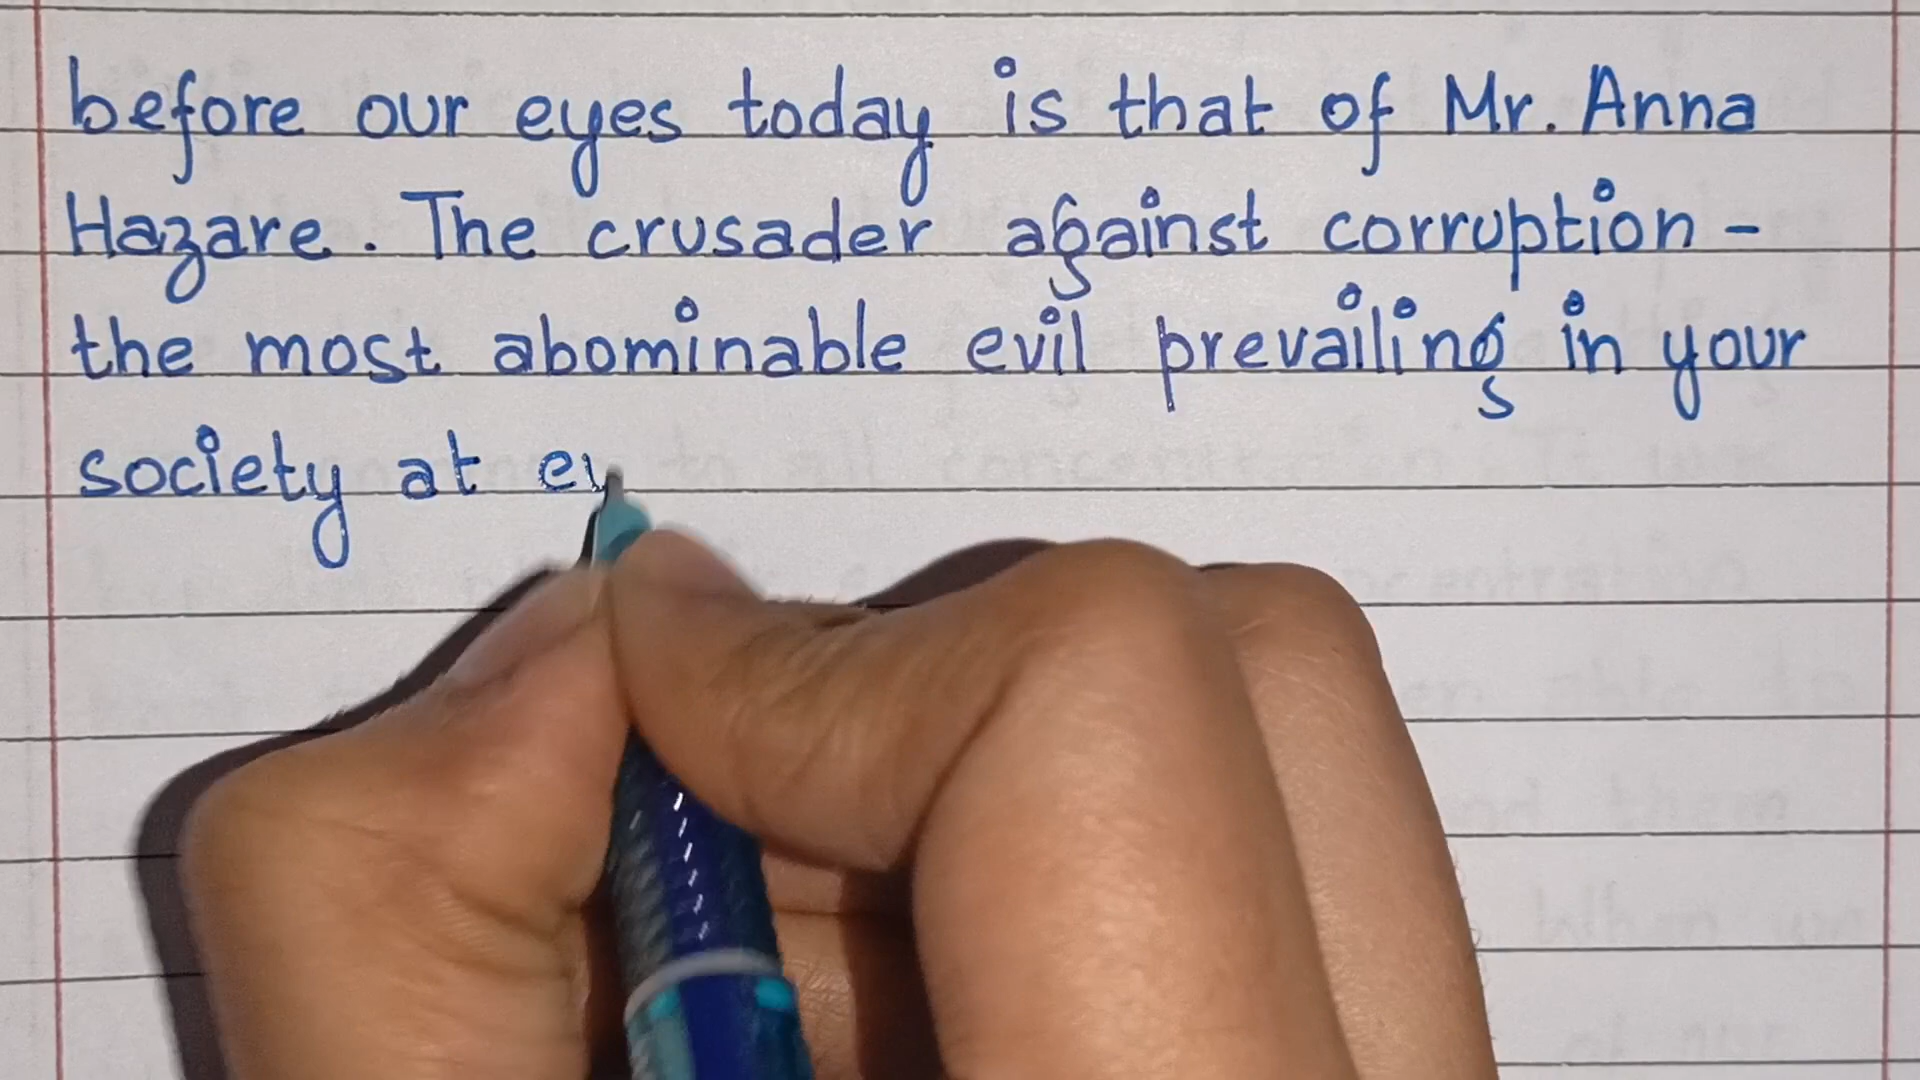 before our eyes today is that of Mr. Anna
Hazare. The crusader against corruption -
the most abominable evil prevailing in your
society at ev